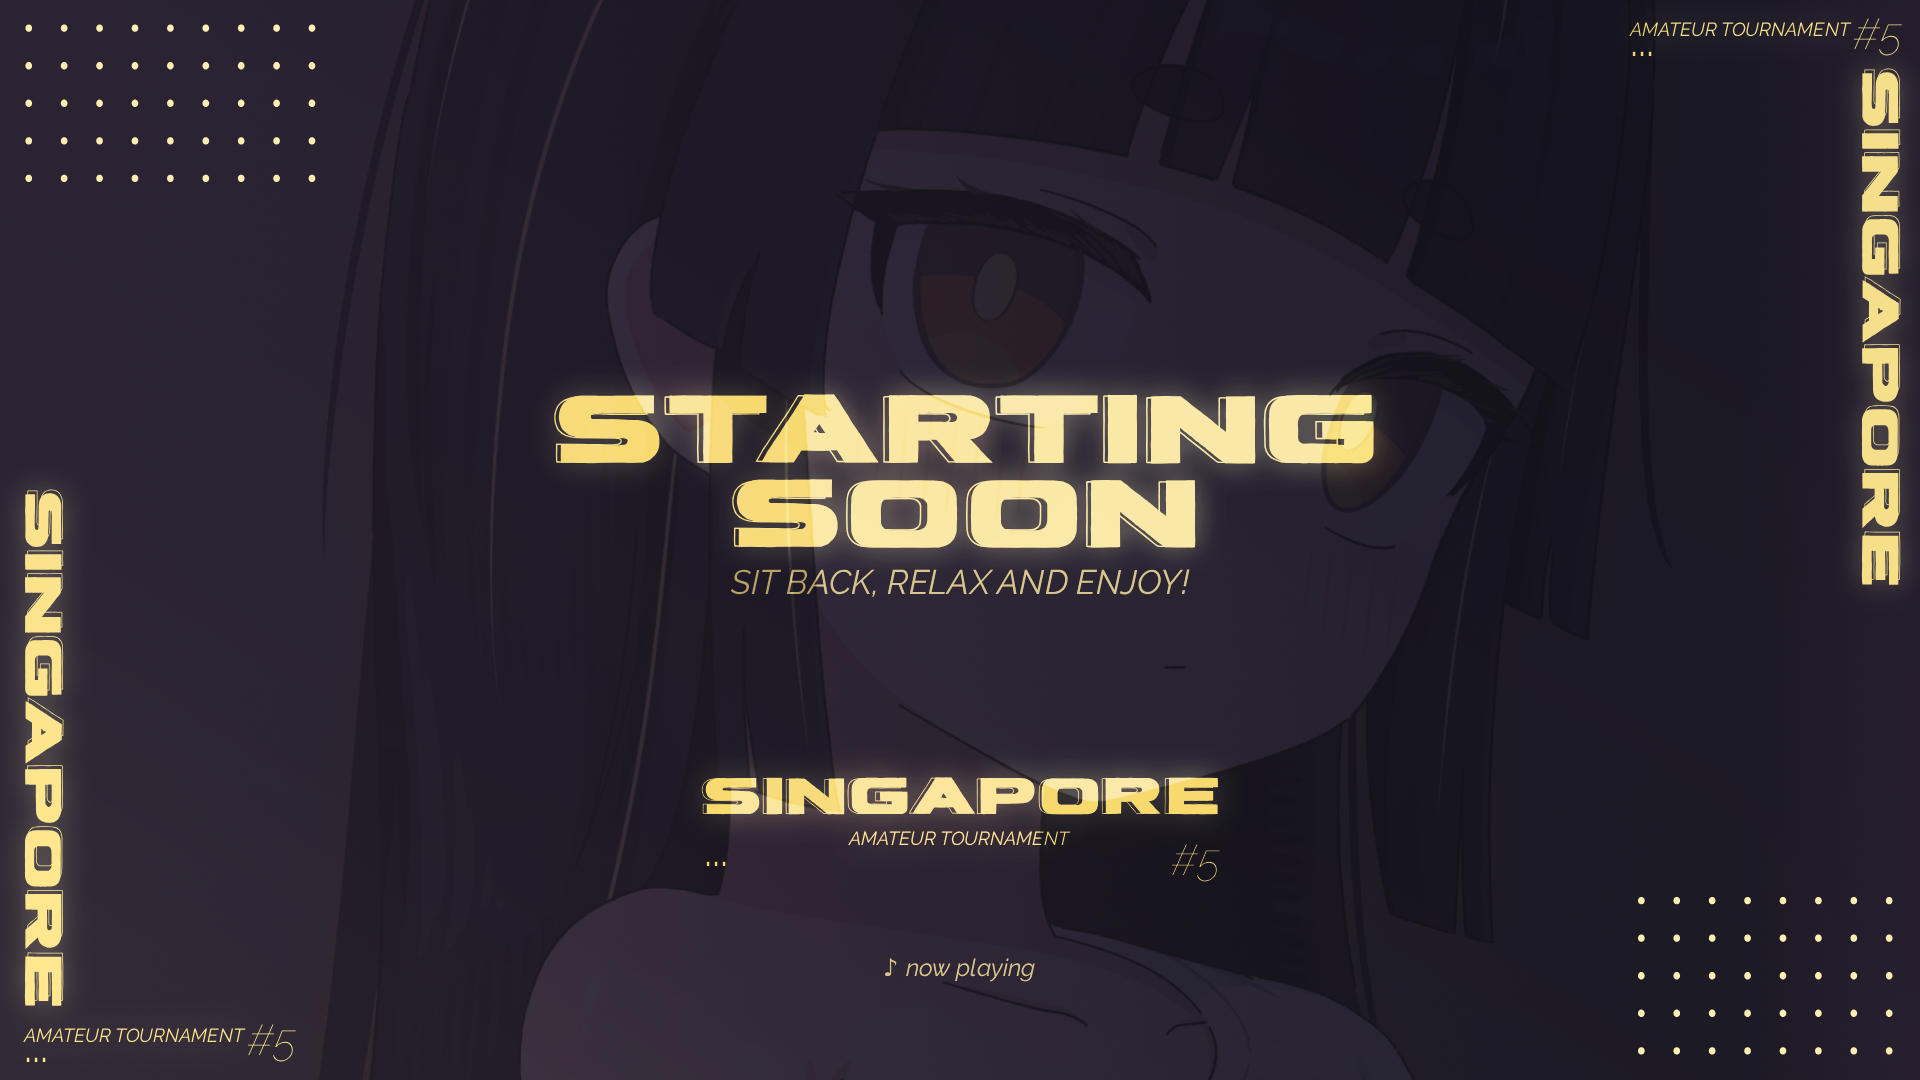 AMATEUR TOURNAMENT #5
...
SINGAPORE
STARTING
SOON
SIT BACK, RELAX AND ENJOY!
SINGAPORE
SINGAPORE
AMATEUR TOURNAMENT
... #5
♪ now playing
AMATEUR TOURNAMENT #5
...